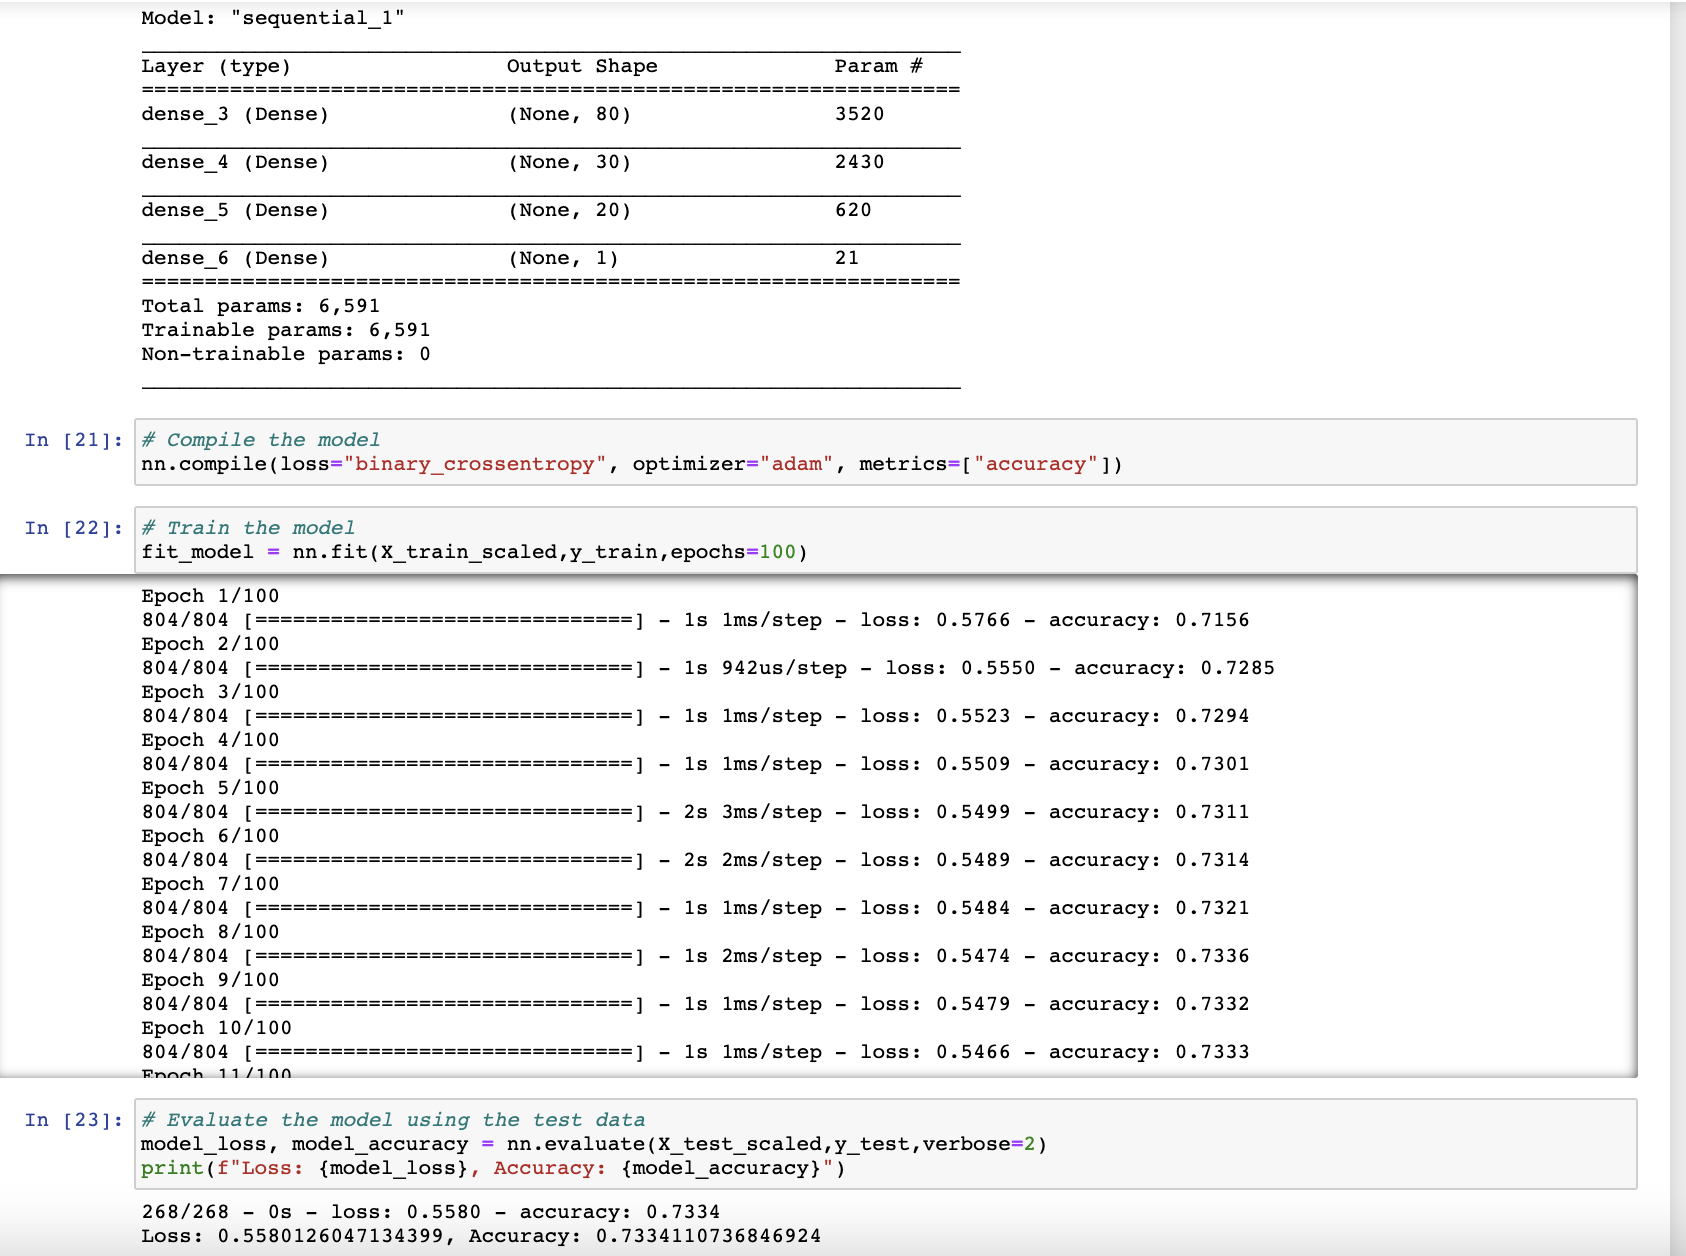 Model: "sequential_1"
_________________________________________________________________
Layer (type)                 Output Shape              Param #
=================================================================
dense_3 (Dense)              (None, 80)                3520
_________________________________________________________________
dense_4 (Dense)              (None, 30)                2430
_________________________________________________________________
dense_5 (Dense)              (None, 20)                620
_________________________________________________________________
dense_6 (Dense)              (None, 1)                 21
=================================================================
Total params: 6,591
Trainable params: 6,591
Non-trainable params: 0
_________________________________________________________________
In [21]: # Compile the model
nn.compile(loss="binary_crossentropy", optimizer="adam", metrics=["accuracy"])
In [22]: # Train the model
fit_model = nn.fit(X_train_scaled,y_train,epochs=100)
Epoch 1/100
804/804 [==============================] - 1s 1ms/step - loss: 0.5766 - accuracy: 0.7156
Epoch 2/100
804/804 [==============================] - 1s 942us/step - loss: 0.5550 - accuracy: 0.7285
Epoch 3/100
804/804 [==============================] - 1s 1ms/step - loss: 0.5523 - accuracy: 0.7294
Epoch 4/100
804/804 [==============================] - 1s 1ms/step - loss: 0.5509 - accuracy: 0.7301
Epoch 5/100
804/804 [==============================] - 2s 3ms/step - loss: 0.5499 - accuracy: 0.7311
Epoch 6/100
804/804 [==============================] - 2s 2ms/step - loss: 0.5489 - accuracy: 0.7314
Epoch 7/100
804/804 [==============================] - 1s 1ms/step - loss: 0.5484 - accuracy: 0.7321
Epoch 8/100
804/804 [==============================] - 1s 2ms/step - loss: 0.5474 - accuracy: 0.7336
Epoch 9/100
804/804 [==============================] - 1s 1ms/step - loss: 0.5479 - accuracy: 0.7332
Epoch 10/100
804/804 [==============================] - 1s 1ms/step - loss: 0.5466 - accuracy: 0.7333
Epoch 11/100
In [23]: # Evaluate the model using the test data
model_loss, model_accuracy = nn.evaluate(X_test_scaled,y_test,verbose=2)
print(f"Loss: {model_loss}, Accuracy: {model_accuracy}")
268/268 - 0s - loss: 0.5580 - accuracy: 0.7334
Loss: 0.5580126047134399, Accuracy: 0.7334110736846924